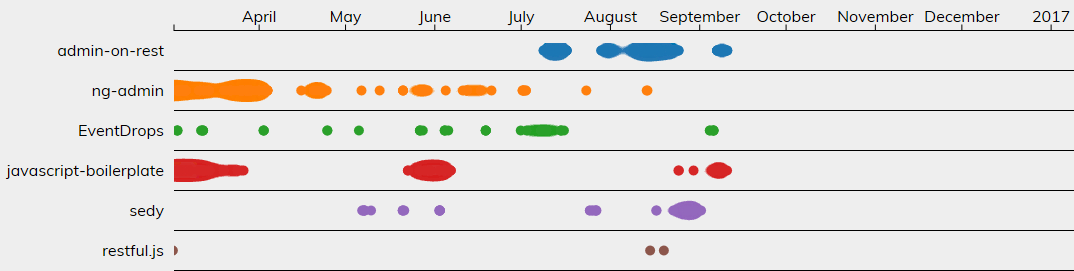 April May June July August September October November December 2017
admin-on-rest
ng-admin
EventDrops
javascript-boilerplate
sedy
restful.js